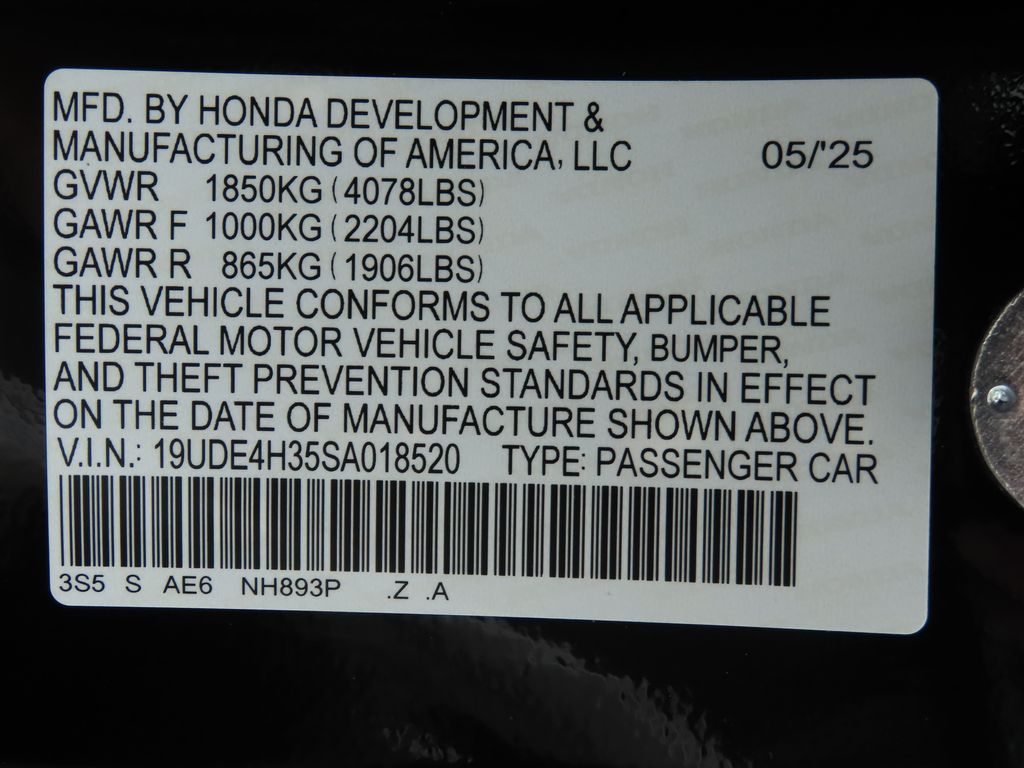 MFD. BY HONDA DEVELOPMENT &
MANUFACTURING OF AMERICA, LLC 05/'25
GVWR 1850KG (4078LBS)
GAWR F 1000KG (2204LBS)
GAWR R 865KG (1906LBS)
THIS VEHICLE CONFORMS TO ALL APPLICABLE
FEDERAL MOTOR VEHICLE SAFETY, BUMPER,
AND THEFT PREVENTION STANDARDS IN EFFECT
ON THE DATE OF MANUFACTURE SHOWN ABOVE.
V.I.N.: 19UDE4H35SA018520 TYPE: PASSENGER CAR
3S5 S AE6 NH893P .Z .A